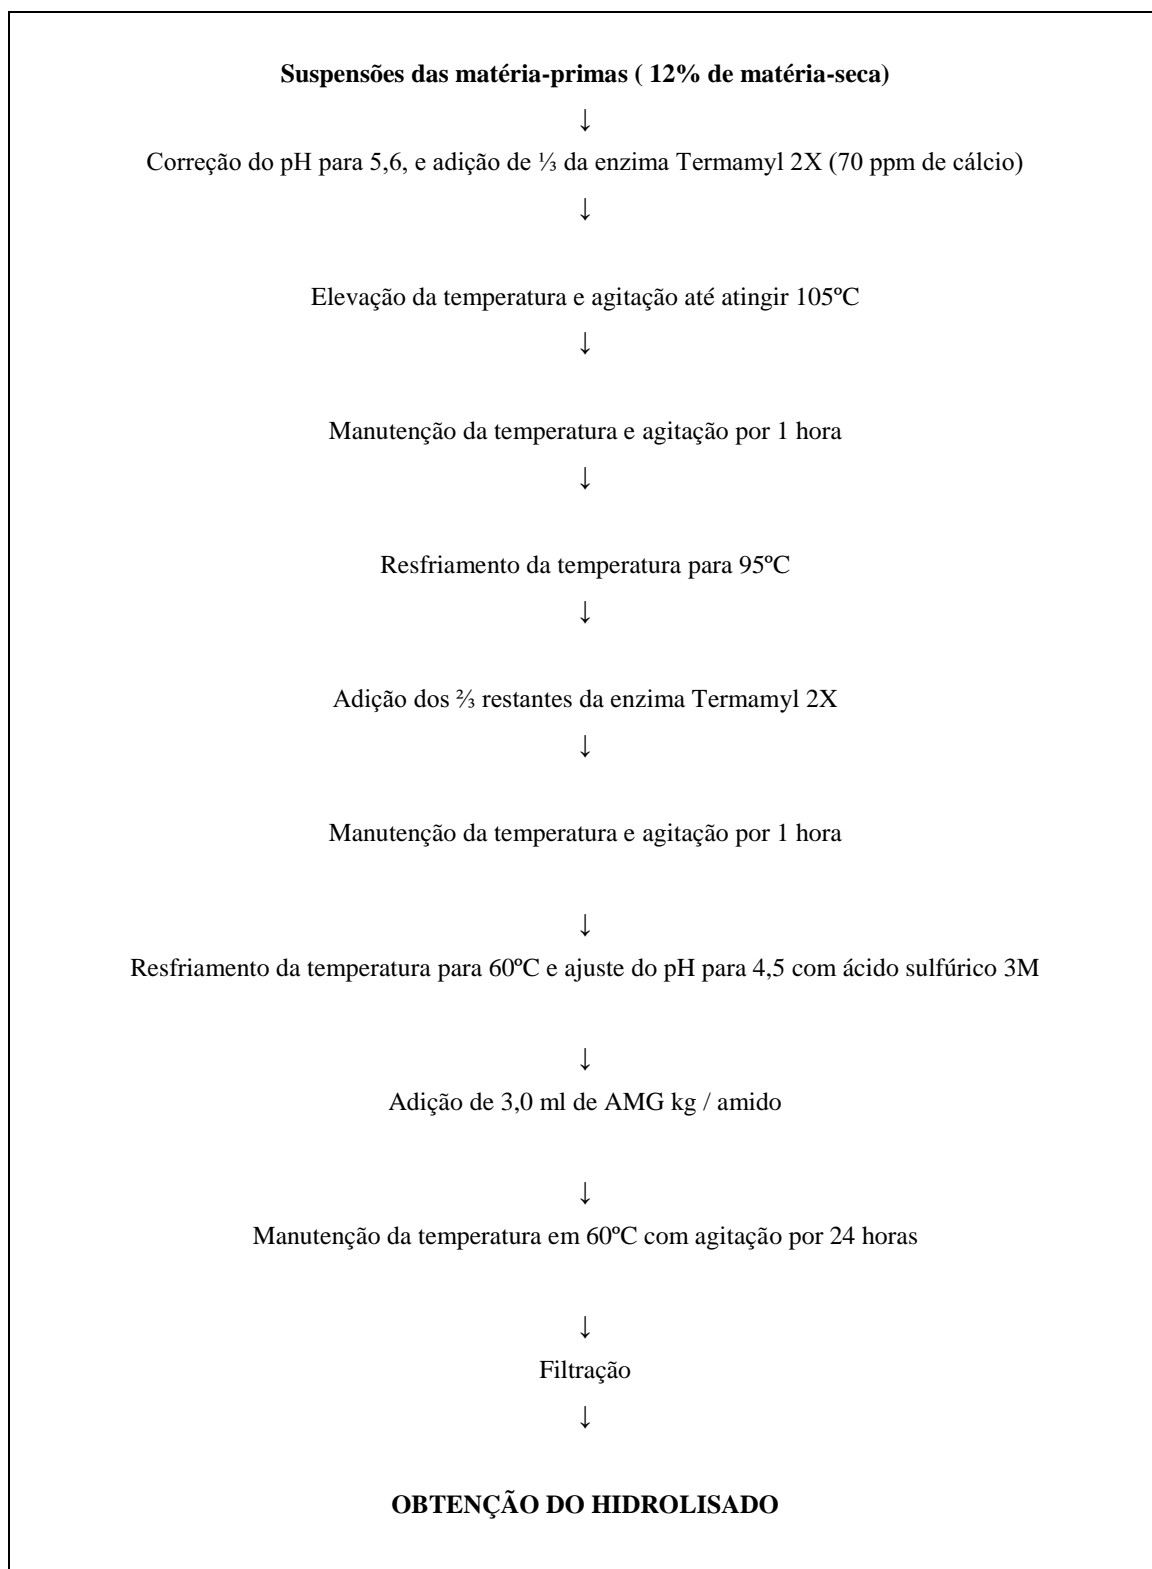 Suspensões das matéria-primas ( 12% de matéria-seca)
↓
Correção do pH para 5,6, e adição de ⅓ da enzima Termamyl 2X (70 ppm de cálcio)
↓
Elevação da temperatura e agitação até atingir 105ºC
↓
Manutenção da temperatura e agitação por 1 hora
↓
Resfriamento da temperatura para 95ºC
↓
Adição dos ⅔ restantes da enzima Termamyl 2X
↓
Manutenção da temperatura e agitação por 1 hora
↓
Resfriamento da temperatura para 60ºC e ajuste do pH para 4,5 com ácido sulfúrico 3M
↓
Adição de 3,0 ml de AMG kg / amido
↓
Manutenção da temperatura em 60ºC com agitação por 24 horas
↓
Filtração
↓
OBTENÇÃO DO HIDROLISADO